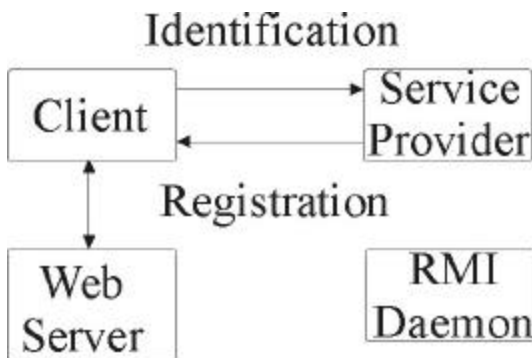 Identification
Client
Service
Provider
Registration
Web
Server
RMI
Daemon